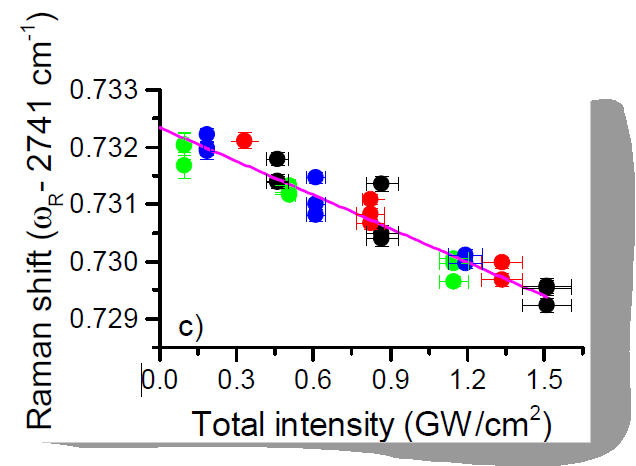 Raman shift (ω_R - 2741 cm⁻¹)
0.733
0.732
0.731
0.730
0.729
c)
0.0 0.3 0.6 0.9 1.2 1.5
Total intensity (GW/cm²)